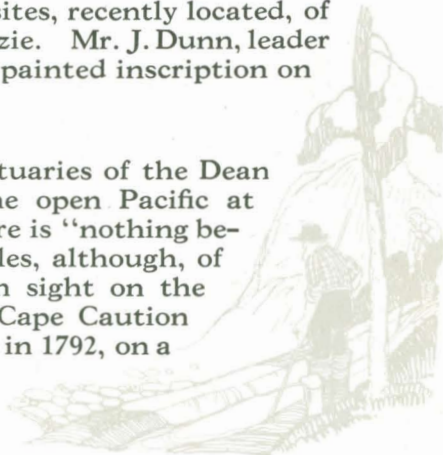 sites, recently located, of
zie. Mr. J. Dunn, leader
painted inscription on
tuaries of the Dean
ne open Pacific at
re is “nothing be-
les, although, of
n sight on the
Cape Caution
in 1792, on a